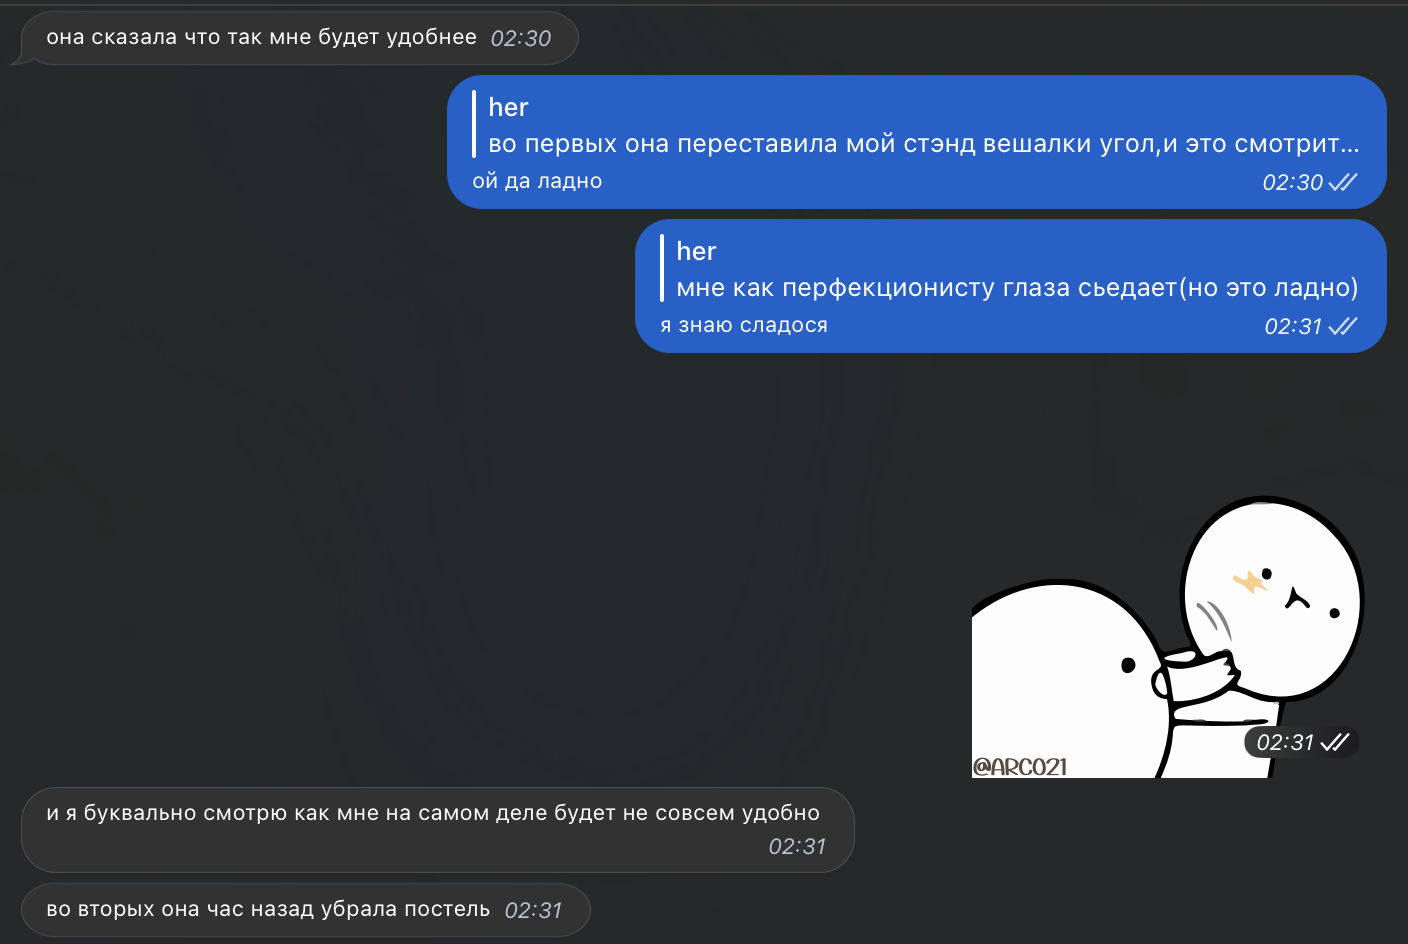 она сказала что так мне будет удобнее 02:30
her
во первых она переставила мой стэнд вешалки угол,и это смотрит...
ой да ладно 02:30
her
мне как перфекционисту глаза сьедает(но это ладно)
я знаю сладося 02:31
02:31
@ARCO21
и я буквально смотрю как мне на самом деле будет не совсем удобно
02:31
во вторых она час назад убрала постель 02:31